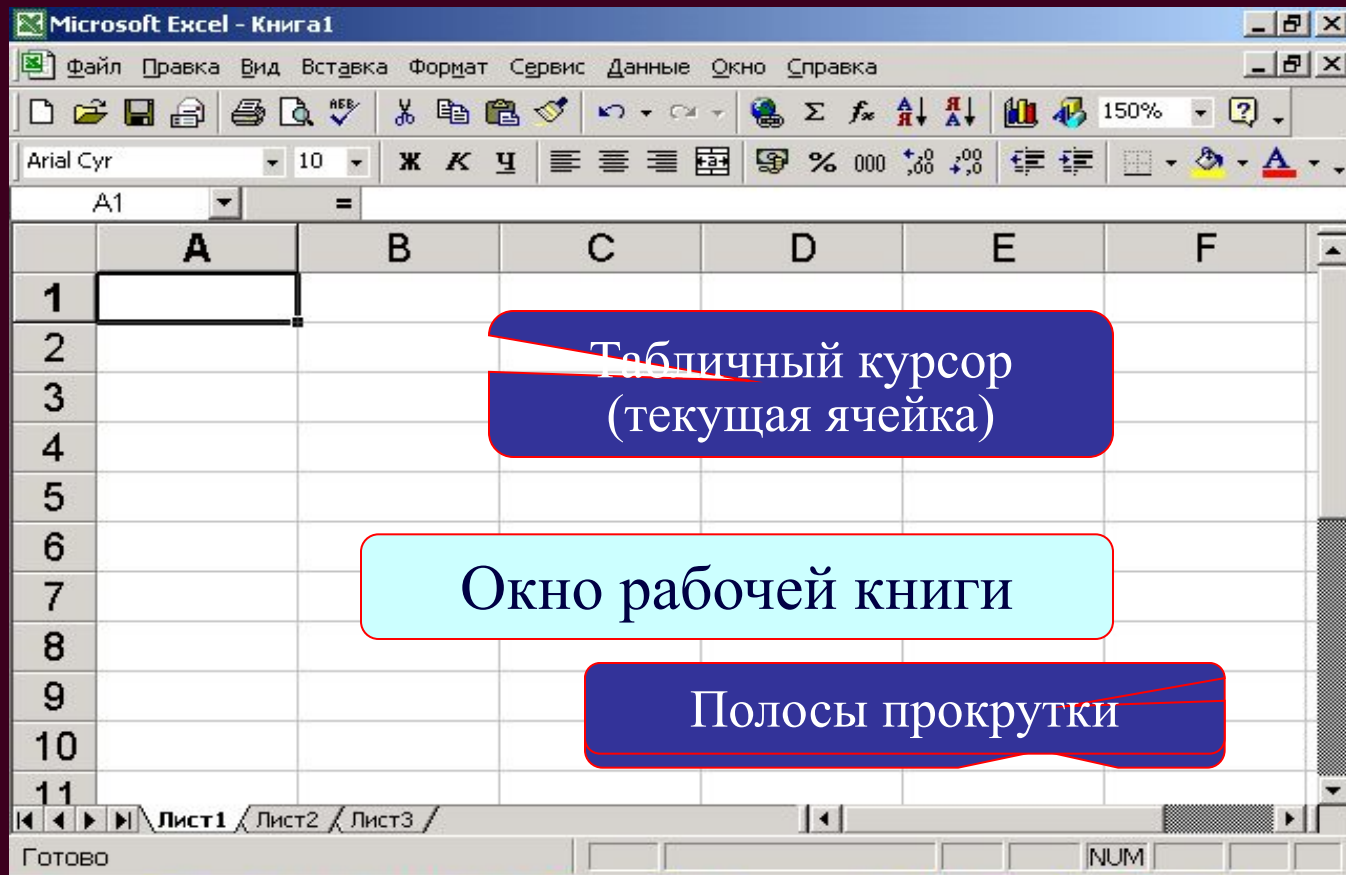 Microsoft Excel - Книга1
Файл Правка Вид Вставка Формат Сервис Данные Окно Справка
150%
Arial Cyr 10 Ж К Ч % 000 ,00 ,00 А
A1 =
A B C D E F
1
2
3
4
5
6
7
8
9
10
11
Табличный курсор
(текущая ячейка)
Окно рабочей книги
Полосы прокрутки
Лист1 Лист2 Лист3
Готово NUM